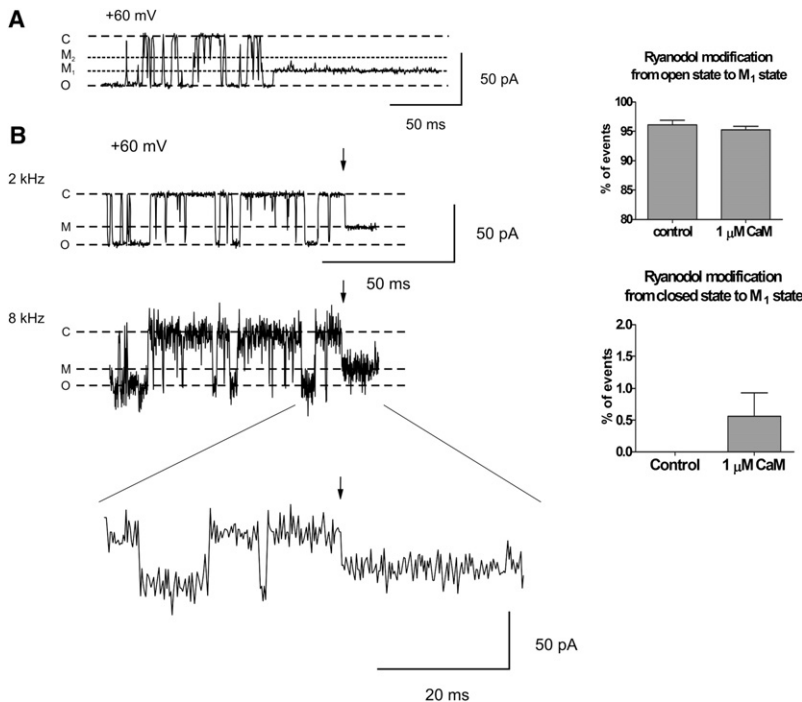 A
+60 mV
C
M₂
M₁
O
50 pA
50 ms
Ryanodol modification
from open state to M₁ state
% of events
100
95
90
85
80
control
1 μM CaM
B
+60 mV
2 kHz
C
M
O
50 pA
50 ms
8 kHz
C
M
O
Ryanodol modification
from closed state to M₁ state
% of events
2.0
1.5
1.0
0.5
0.0
Control
1 μM CaM
50 pA
20 ms